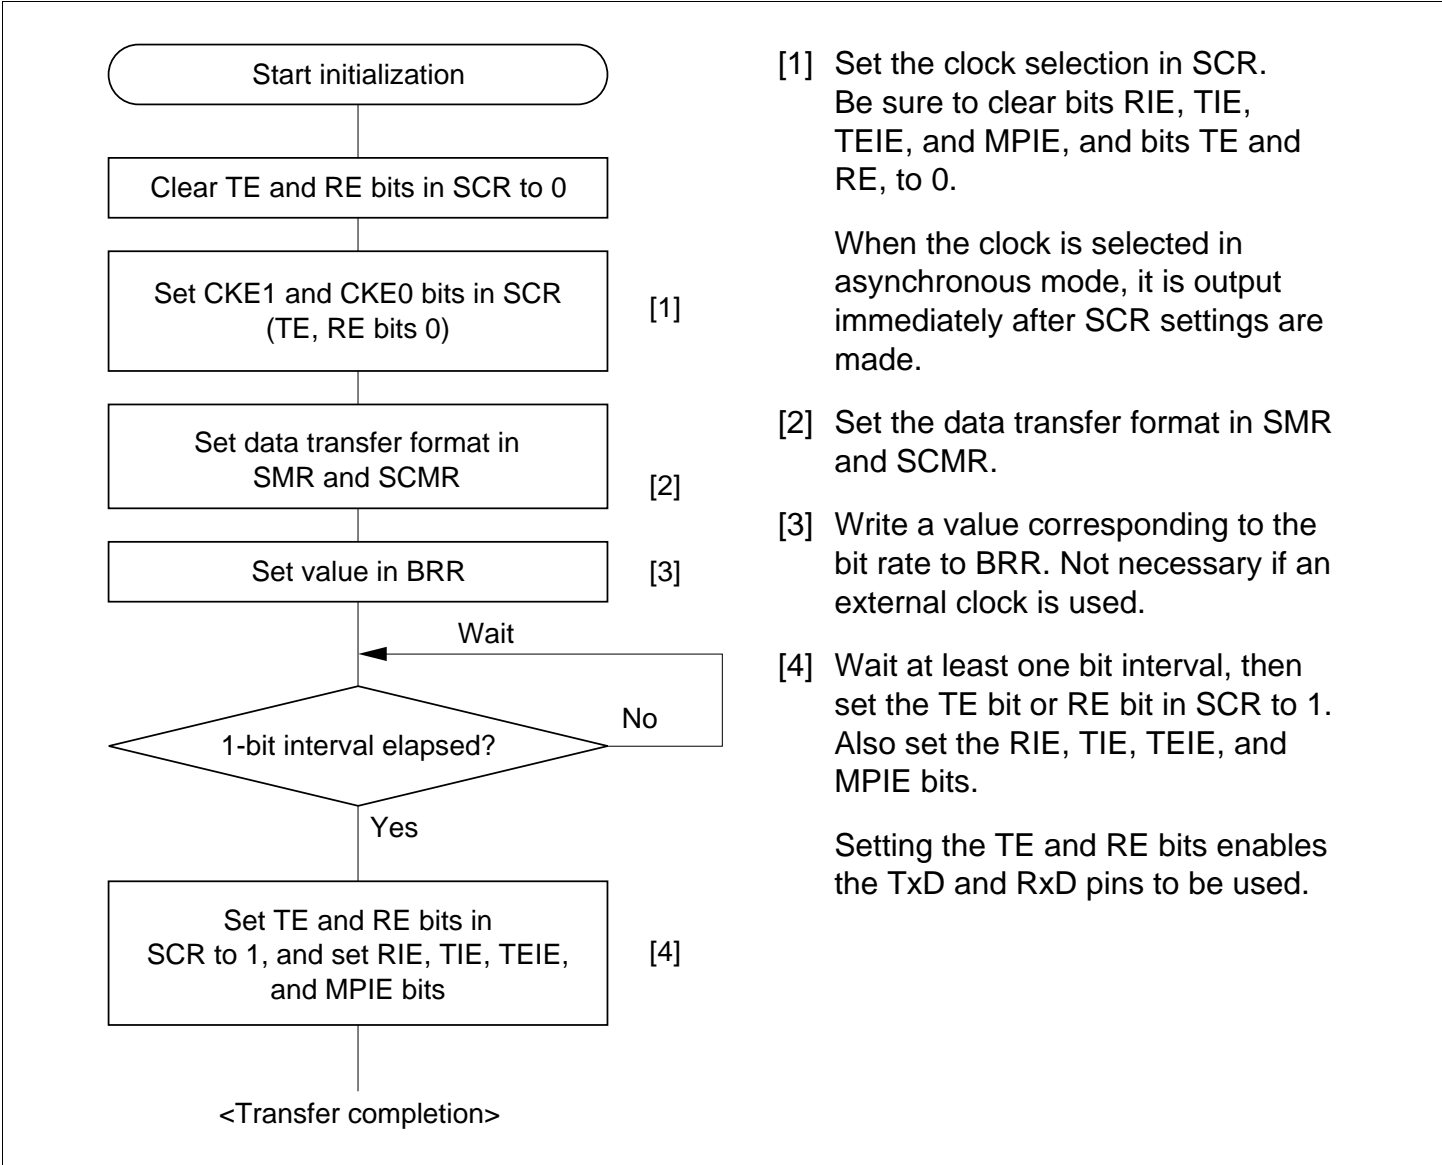 Start initialization
Clear TE and RE bits in SCR to 0
Set CKE1 and CKE0 bits in SCR
(TE, RE bits 0)
[1]
Set data transfer format in
SMR and SCMR
[2]
Set value in BRR
[3]
Wait
No
1-bit interval elapsed?
Yes
Set TE and RE bits in
SCR to 1, and set RIE, TIE, TEIE,
and MPIE bits
[4]
<Transfer completion>
[1] Set the clock selection in SCR.
Be sure to clear bits RIE, TIE,
TEIE, and MPIE, and bits TE and
RE, to 0.
When the clock is selected in
asynchronous mode, it is output
immediately after SCR settings are
made.
[2] Set the data transfer format in SMR
and SCMR.
[3] Write a value corresponding to the
bit rate to BRR. Not necessary if an
external clock is used.
[4] Wait at least one bit interval, then
set the TE bit or RE bit in SCR to 1.
Also set the RIE, TIE, TEIE, and
MPIE bits.
Setting the TE and RE bits enables
the TxD and RxD pins to be used.